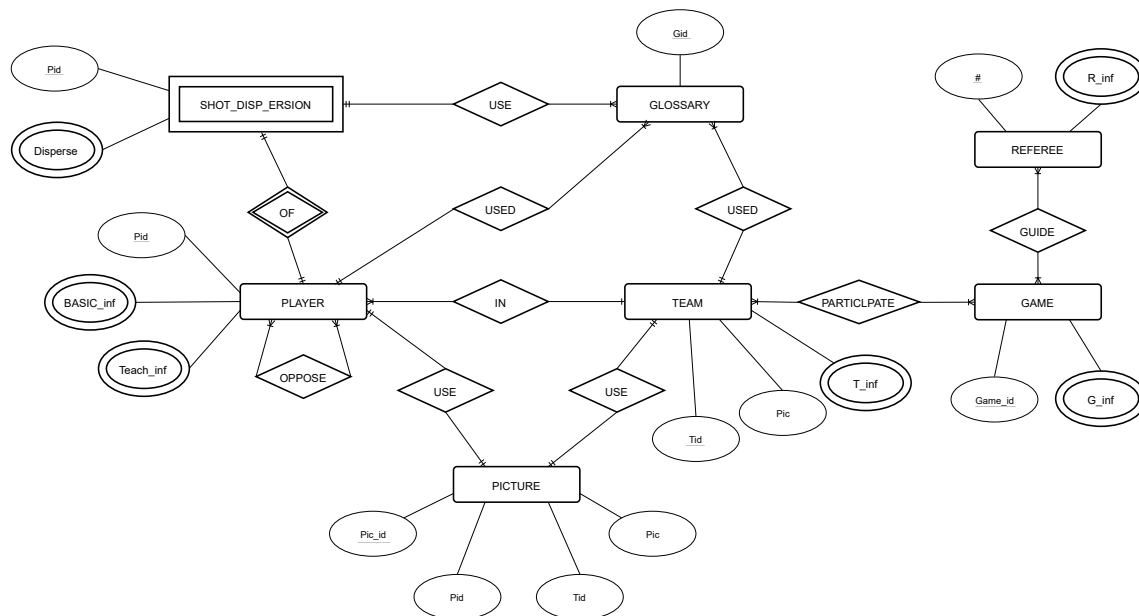 Gid
Pid
SHOT_DISP_ERSION
USE
GLOSSARY
#
R_inf
Disperse
REFEREE
OF
USED
USED
GUIDE
Pid
BASIC_inf
PLAYER
IN
TEAM
PARTICLPATE
GAME
Teach_inf
OPPOSE
USE
USE
T_inf
Game_id
G_inf
Pic
Tid
PICTURE
Pic_id
Pic
Pid
Tid